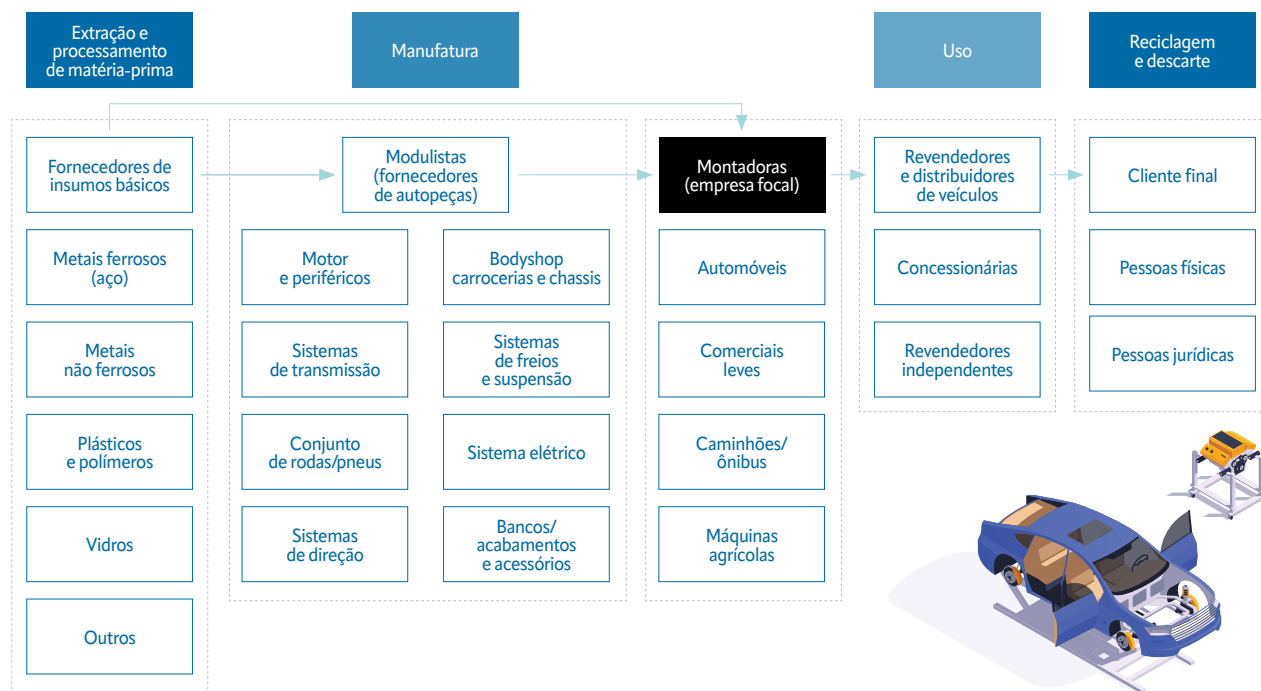 Extração e
processamento
de matéria-prima
Manufatura
Uso
Reciclagem
e descarte
Fornecedores de
insumos básicos
Metais ferrosos
(aço)
Metais
não ferrosos
Plásticos
e polímeros
Vidros
Outros
Modulistas
(fornecedores
de autopeças)
Motor
e periféricos
Bodyshop
carrocerias e chassis
Sistemas
de transmissão
Sistemas
de freios
e suspensão
Conjunto
de rodas/pneus
Sistema elétrico
Sistemas
de direção
Bancos/
acabamentos
e acessórios
Montadoras
(empresa focal)
Automóveis
Comerciais
leves
Caminhões/
ônibus
Máquinas
agrícolas
Revendedores
e distribuidores
de veículos
Concessionárias
Revendedores
independentes
Cliente final
Pessoas físicas
Pessoas jurídicas